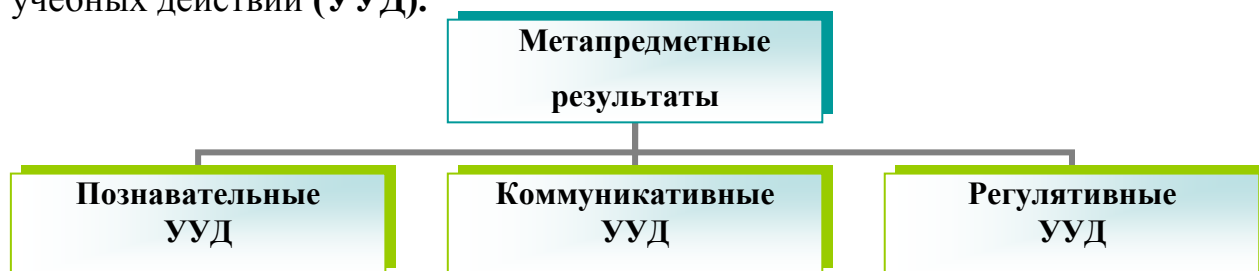 учебных действий (УУД).
Метапредметные
результаты
Познавательные
УУД
Коммуникативные
УУД
Регулятивные
УУД